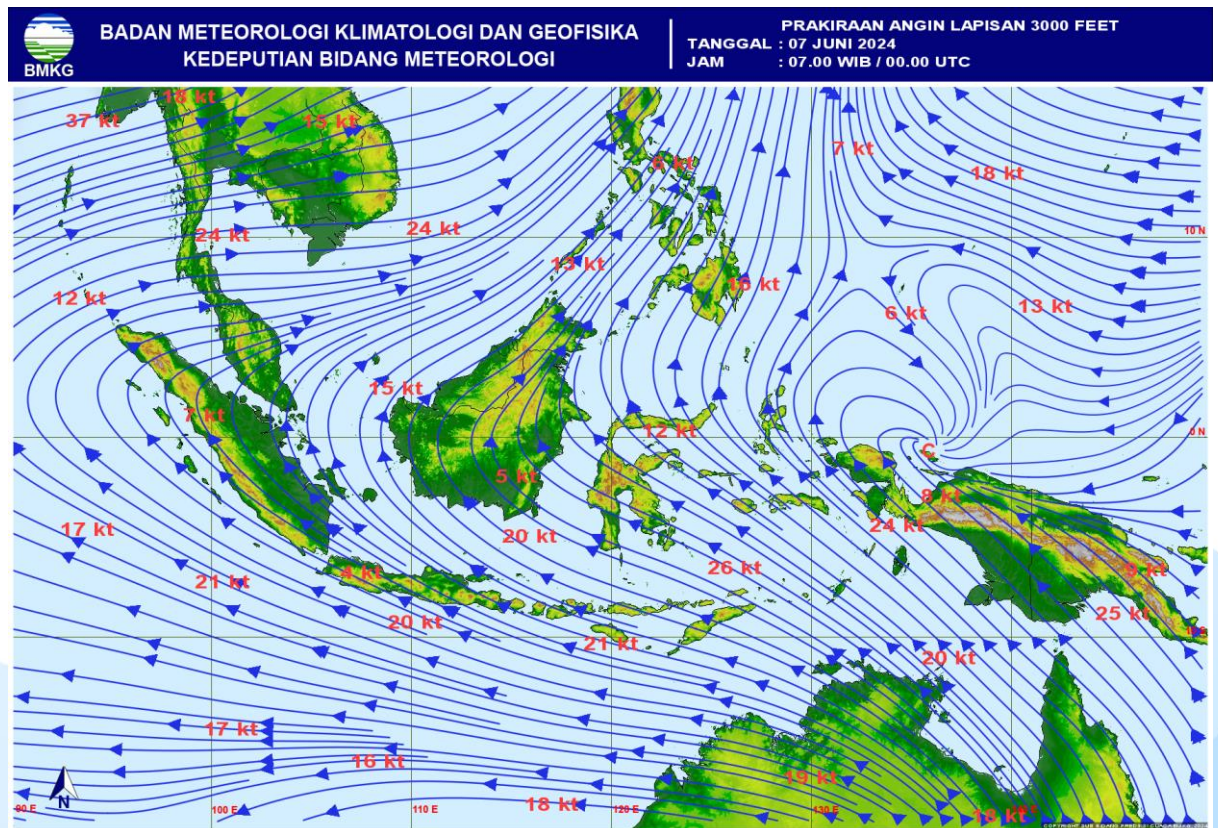 BADAN METEOROLOGI KLIMATOLOGI DAN GEOFISIKA
KEDEPUTIAN BIDANG METEOROLOGI
BMKG
PRAKIRAAN ANGIN LAPISAN 3000 FEET
TANGGAL : 07 JUNI 2024
JAM : 07.00 WIB / 00.00 UTC
18 kt
37 kt
15 kt
8 kt
7 kt
18 kt
24 kt
24 kt
10 N
13 kt
16 kt
12 kt
6 kt
13 kt
15 kt
7 kt
12 kt
0 N
C
5 kt
8 kt
17 kt
20 kt
24 kt
26 kt
4 kt
21 kt
9 kt
20 kt
25 kt
21 kt
20 kt
17 kt
16 kt
19 kt
18 kt
18 kt
N
90 E
100 E
110 E
120 E
130 E